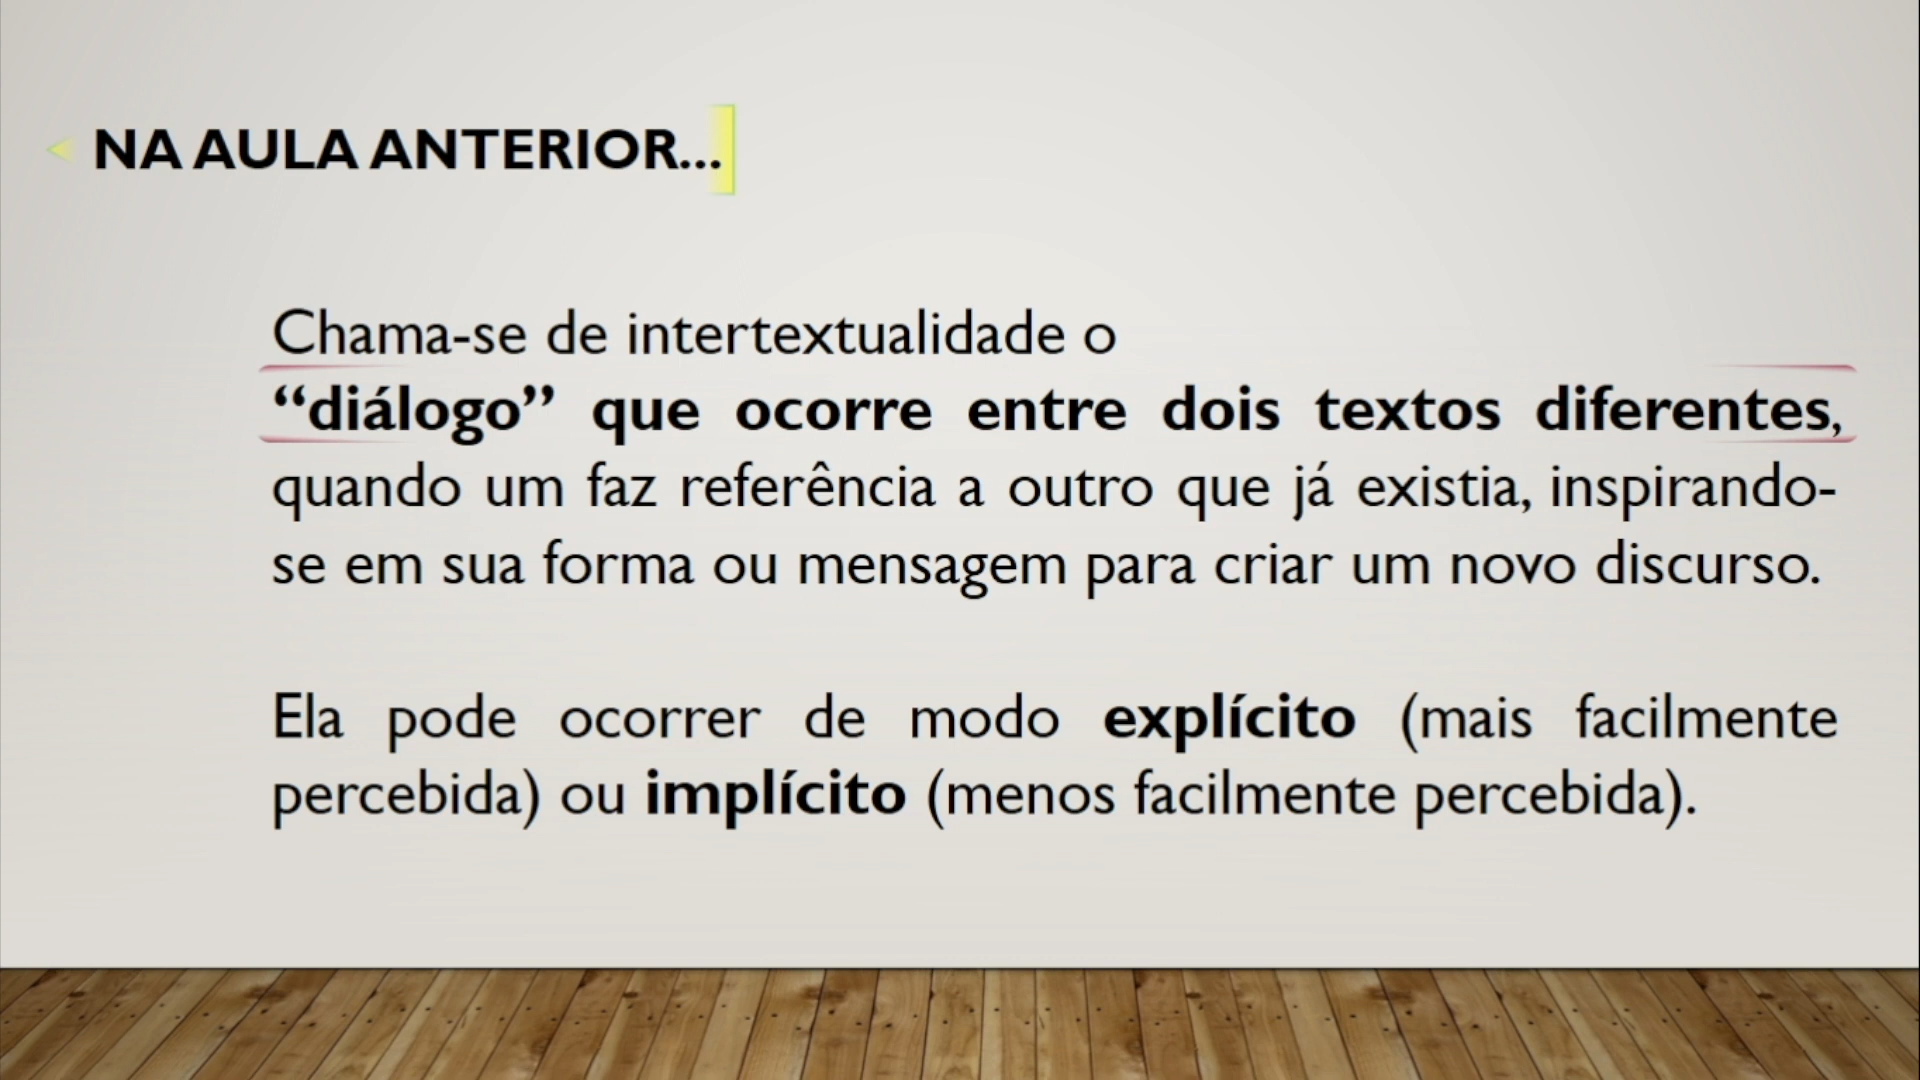 NA AULA ANTERIOR...
Chama-se de intertextualidade o
“diálogo” que ocorre entre dois textos diferentes,
quando um faz referência a outro que já existia, inspirando-
se em sua forma ou mensagem para criar um novo discurso.
Ela pode ocorrer de modo explícito (mais facilmente
percebida) ou implícito (menos facilmente percebida).